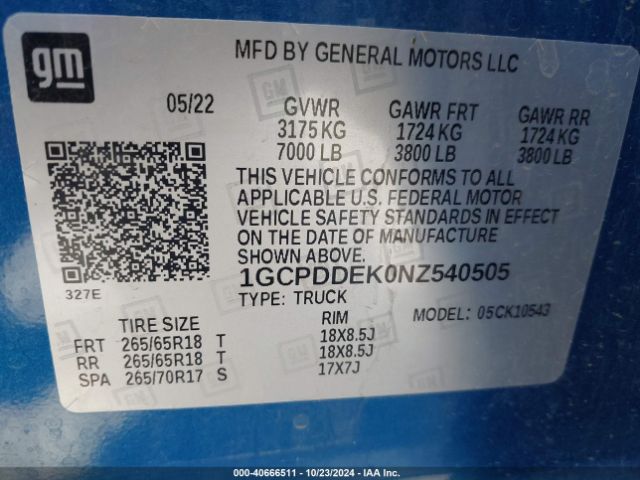 gm
MFD BY GENERAL MOTORS LLC
05/22 GVWR GAWR FRT GAWR RR
3175 KG 1724 KG 1724 KG
7000 LB 3800 LB 3800 LB
THIS VEHICLE CONFORMS TO ALL
APPLICABLE U.S. FEDERAL MOTOR
VEHICLE SAFETY STANDARDS IN EFFECT
ON THE DATE OF MANUFACTURE
SHOWN ABOVE.
327E
1GCPDDEK0NZ540505
TYPE: TRUCK
MODEL: 05CK10543
TIRE SIZE RIM
FRT 265/65R18 T 18X8.5J
RR 265/65R18 T 18X8.5J
SPA 265/70R17 S 17X7J
000-40666511 - 10/23/2024 - IAA Inc.